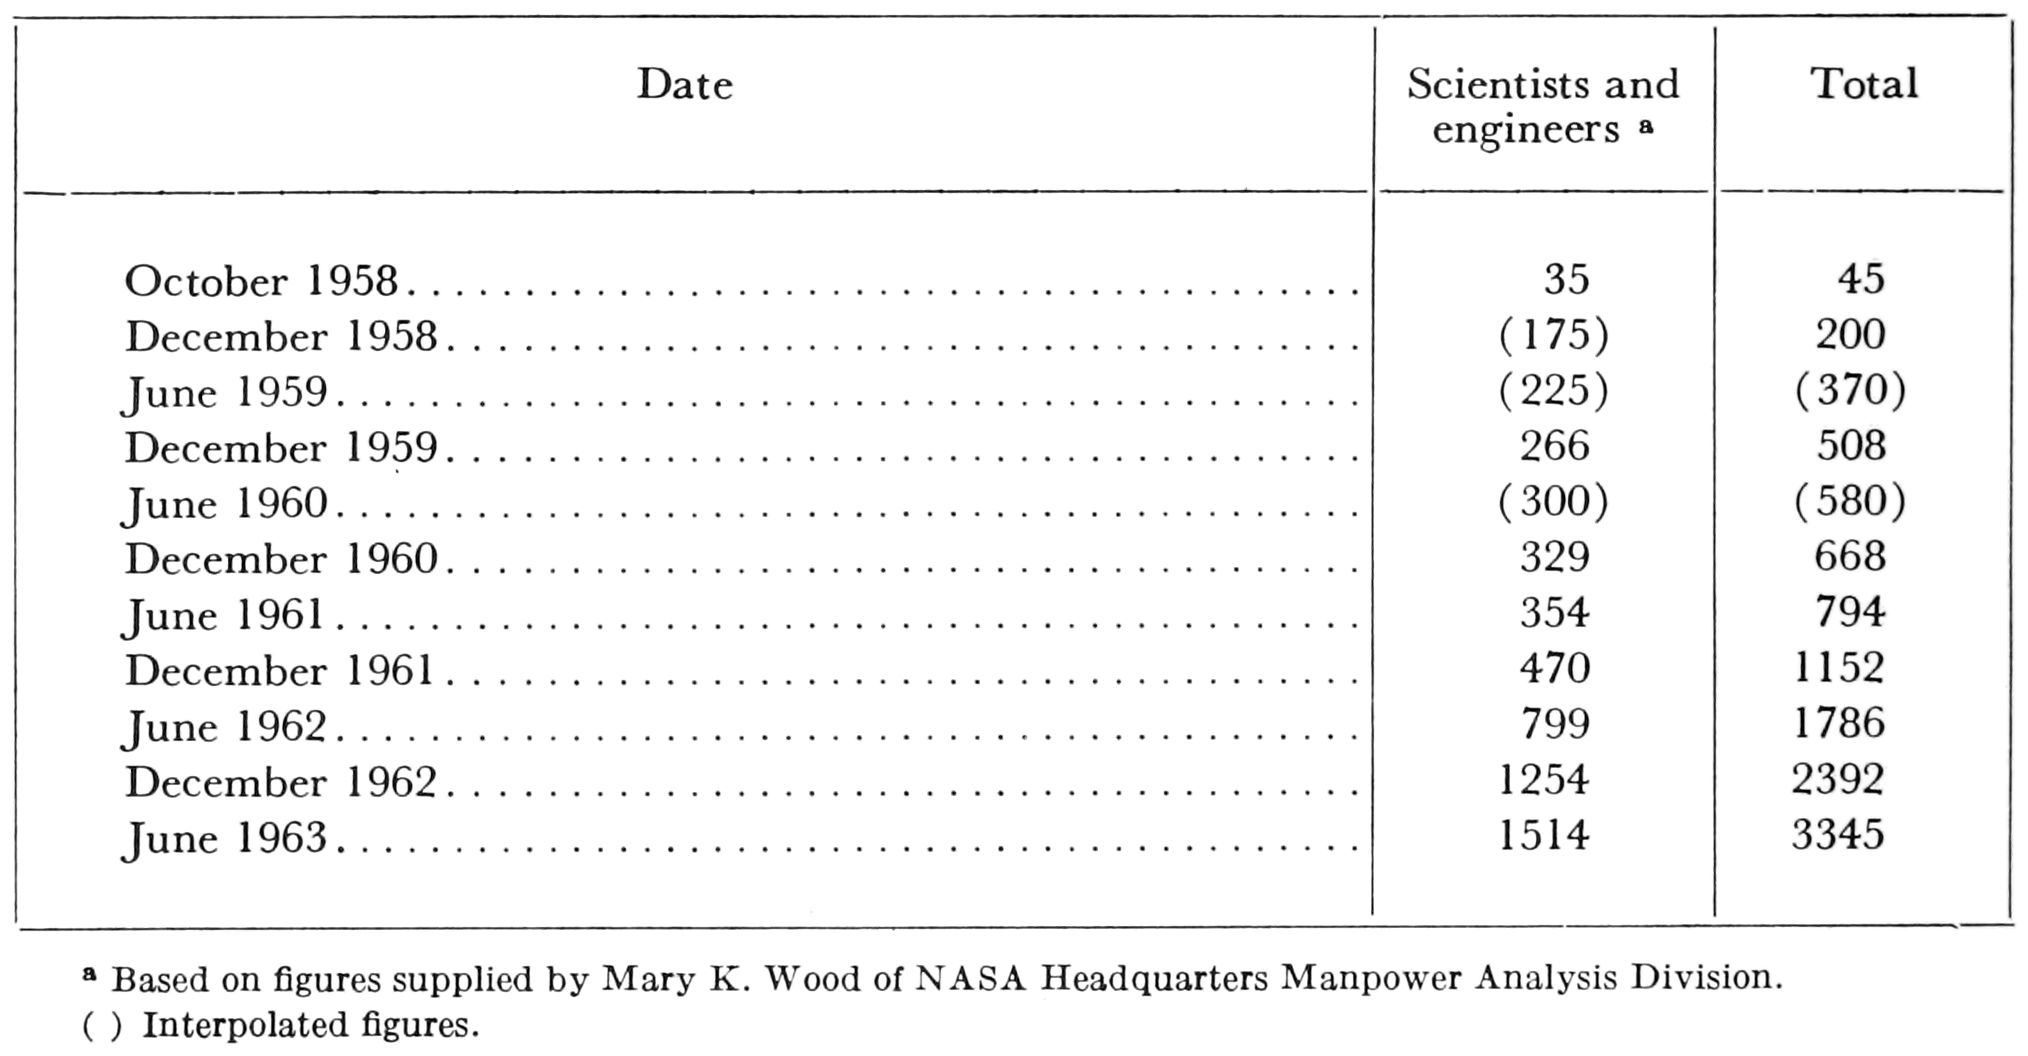 Date Scientists and Total
engineers a
October 1958 35 45
December 1958 (175) 200
June 1959 (225) (370)
December 1959 266 508
June 1960 (300) (580)
December 1960 329 668
June 1961 354 794
December 1961 470 1152
June 1962 799 1786
December 1962 1254 2392
June 1963 1514 3345
a Based on figures supplied by Mary K. Wood of NASA Headquarters Manpower Analysis Division.
( ) Interpolated figures.